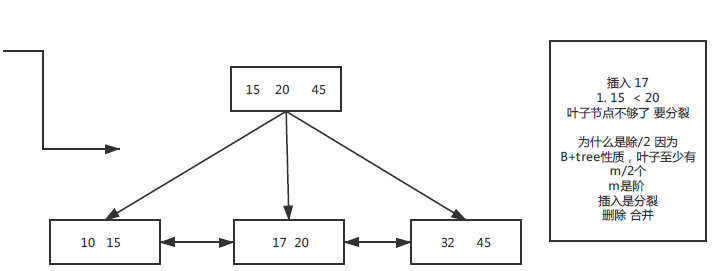 15 20 45
10 15
17 20
32 45
插入 17
1. 15 < 20
叶子节点不够了 要分裂
为什么是除/2 因为
B+tree性质，叶子至少有
m/2个
m是阶
插入是分裂
删除 合并